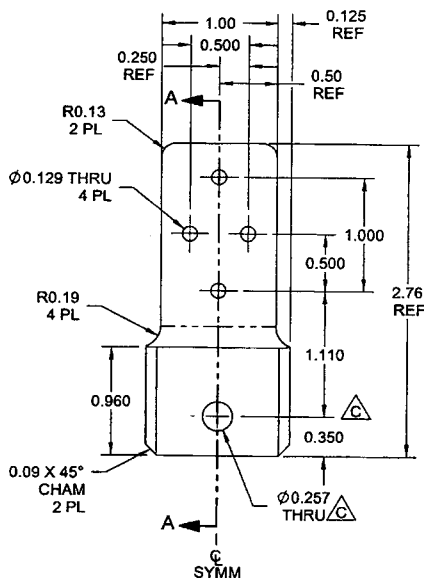 1.00
0.125
REF
0.250
REF
0.500
0.50
REF
A
R0.13
2 PL
Ø0.129 THRU
4 PL
1.000
0.500
2.76
REF
R0.19
4 PL
1.110
0.960
C
0.350
0.09 X 45°
CHAM
2 PL
Ø0.257
THRU C
A
℄
SYMM